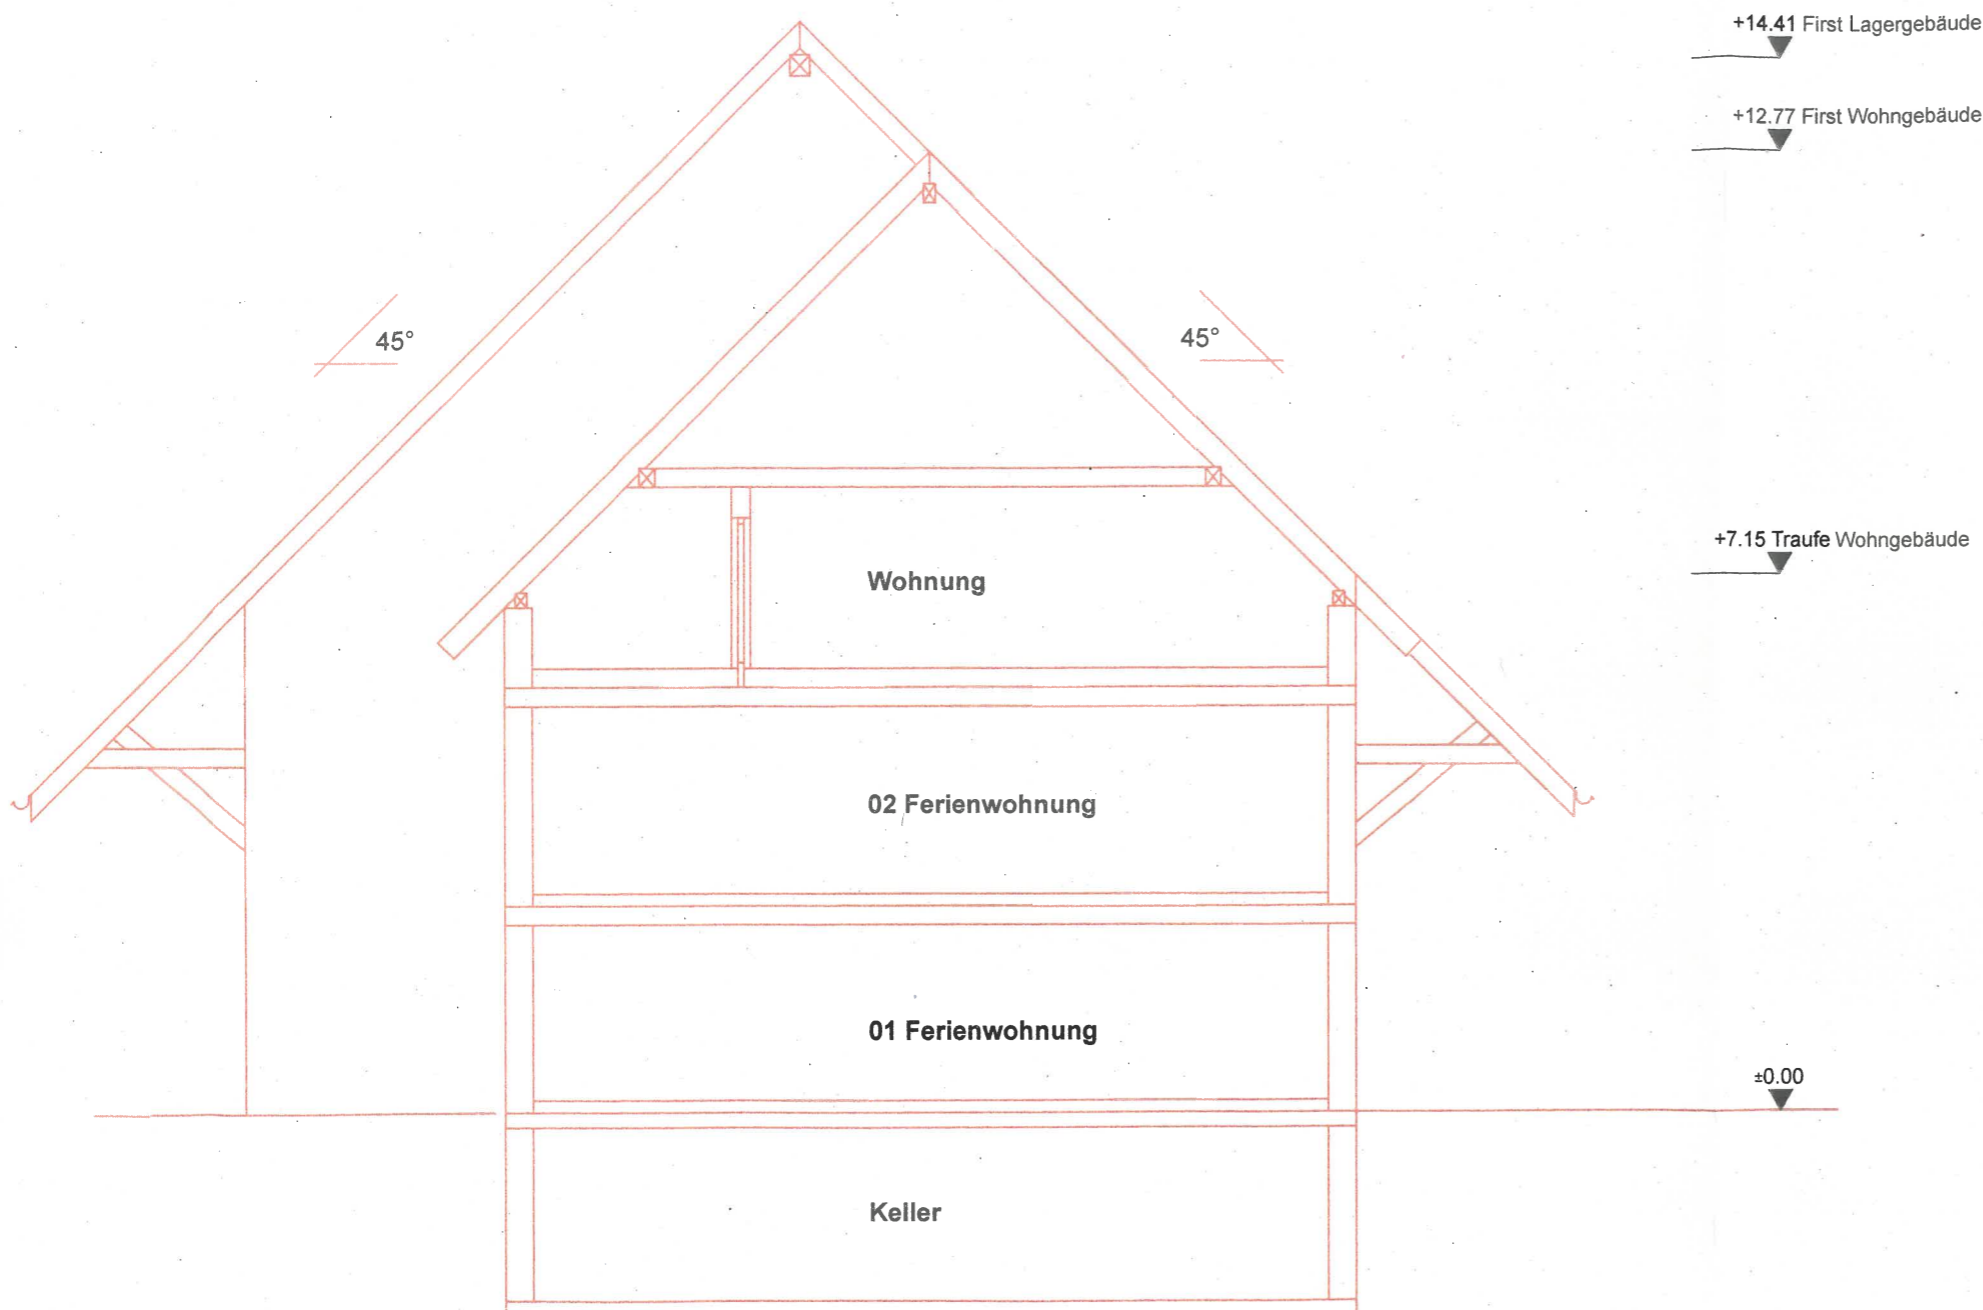 +14.41 First Lagergebäude
+12.77 First Wohngebäude
45°
45°
+7.15 Traufe Wohngebäude
Wohnung
02 Ferienwohnung
01 Ferienwohnung
±0.00
Keller